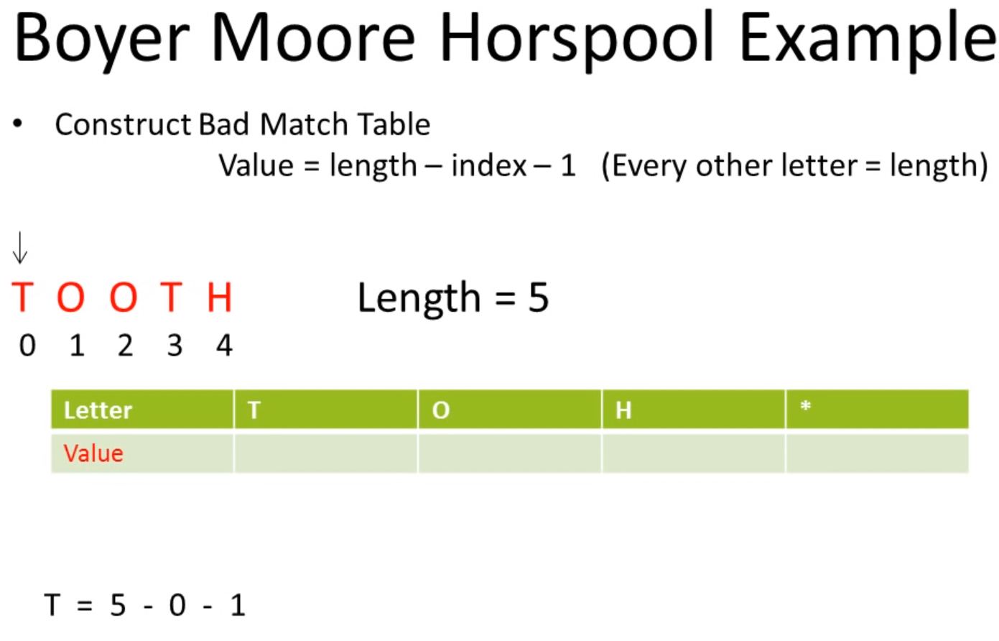 Boyer Moore Horspool Example
• Construct Bad Match Table
Value = length – index – 1 (Every other letter = length)
T O O T H Length = 5
0 1 2 3 4
Letter T O H *
Value
T = 5 - 0 - 1